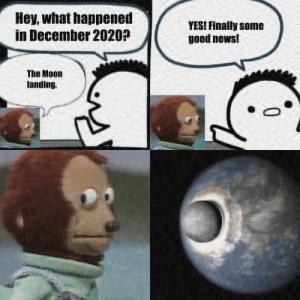 Hey, what happened
in December 2020?
The Moon
landing.
YES! Finally some
good news!